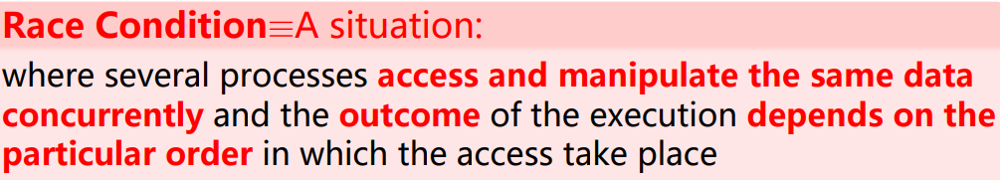 Race Condition≡A situation:
where several processes access and manipulate the same data
concurrently and the outcome of the execution depends on the
particular order in which the access take place